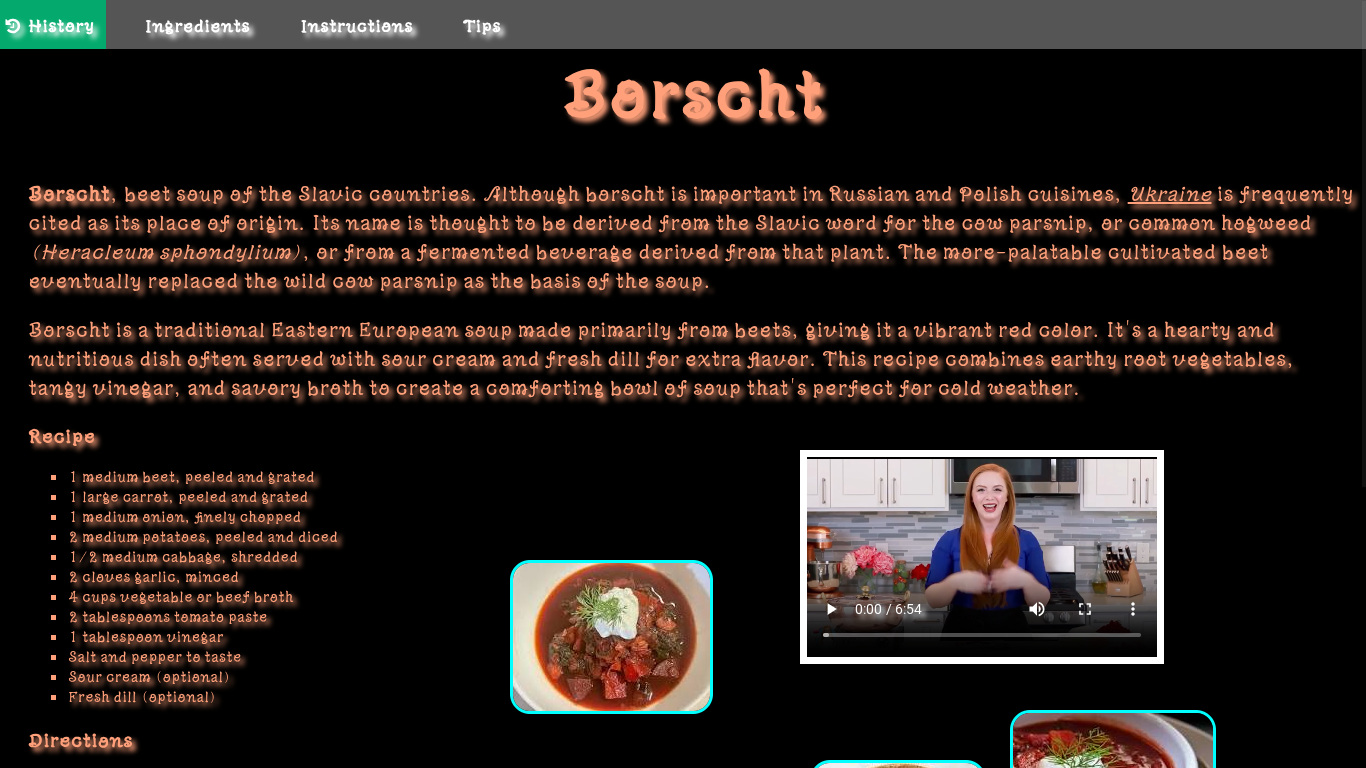 History Ingredients Instructions Tips
Borscht
Borscht, beet soup of the Slavic countries. Although borscht is important in Russian and Polish cuisines, Ukraine is frequently
cited as its place of origin. Its name is thought to be derived from the Slavic word for the cow parsnip, or common hogweed
(Heracleum sphondylium), or from a fermented beverage derived from that plant. The more-palatable cultivated beet
eventually replaced the wild cow parsnip as the basis of the soup.
Borscht is a traditional Eastern European soup made primarily from beets, giving it a vibrant red color. It's a hearty and
nutritious dish often served with sour cream and fresh dill for extra flavor. This recipe combines earthy root vegetables,
tangy vinegar, and savory broth to create a comforting bowl of soup that's perfect for cold weather.
Recipe
1 medium beet, peeled and grated
1 large carrot, peeled and grated
1 medium onion, finely chopped
2 medium potatoes, peeled and diced
1/2 medium cabbage, shredded
2 cloves garlic, minced
4 cups vegetable or beef broth
2 tablespoons tomato paste
1 tablespoon vinegar
Salt and pepper to taste
Sour cream (optional)
Fresh dill (optional)
0:00 / 6:54
Directions